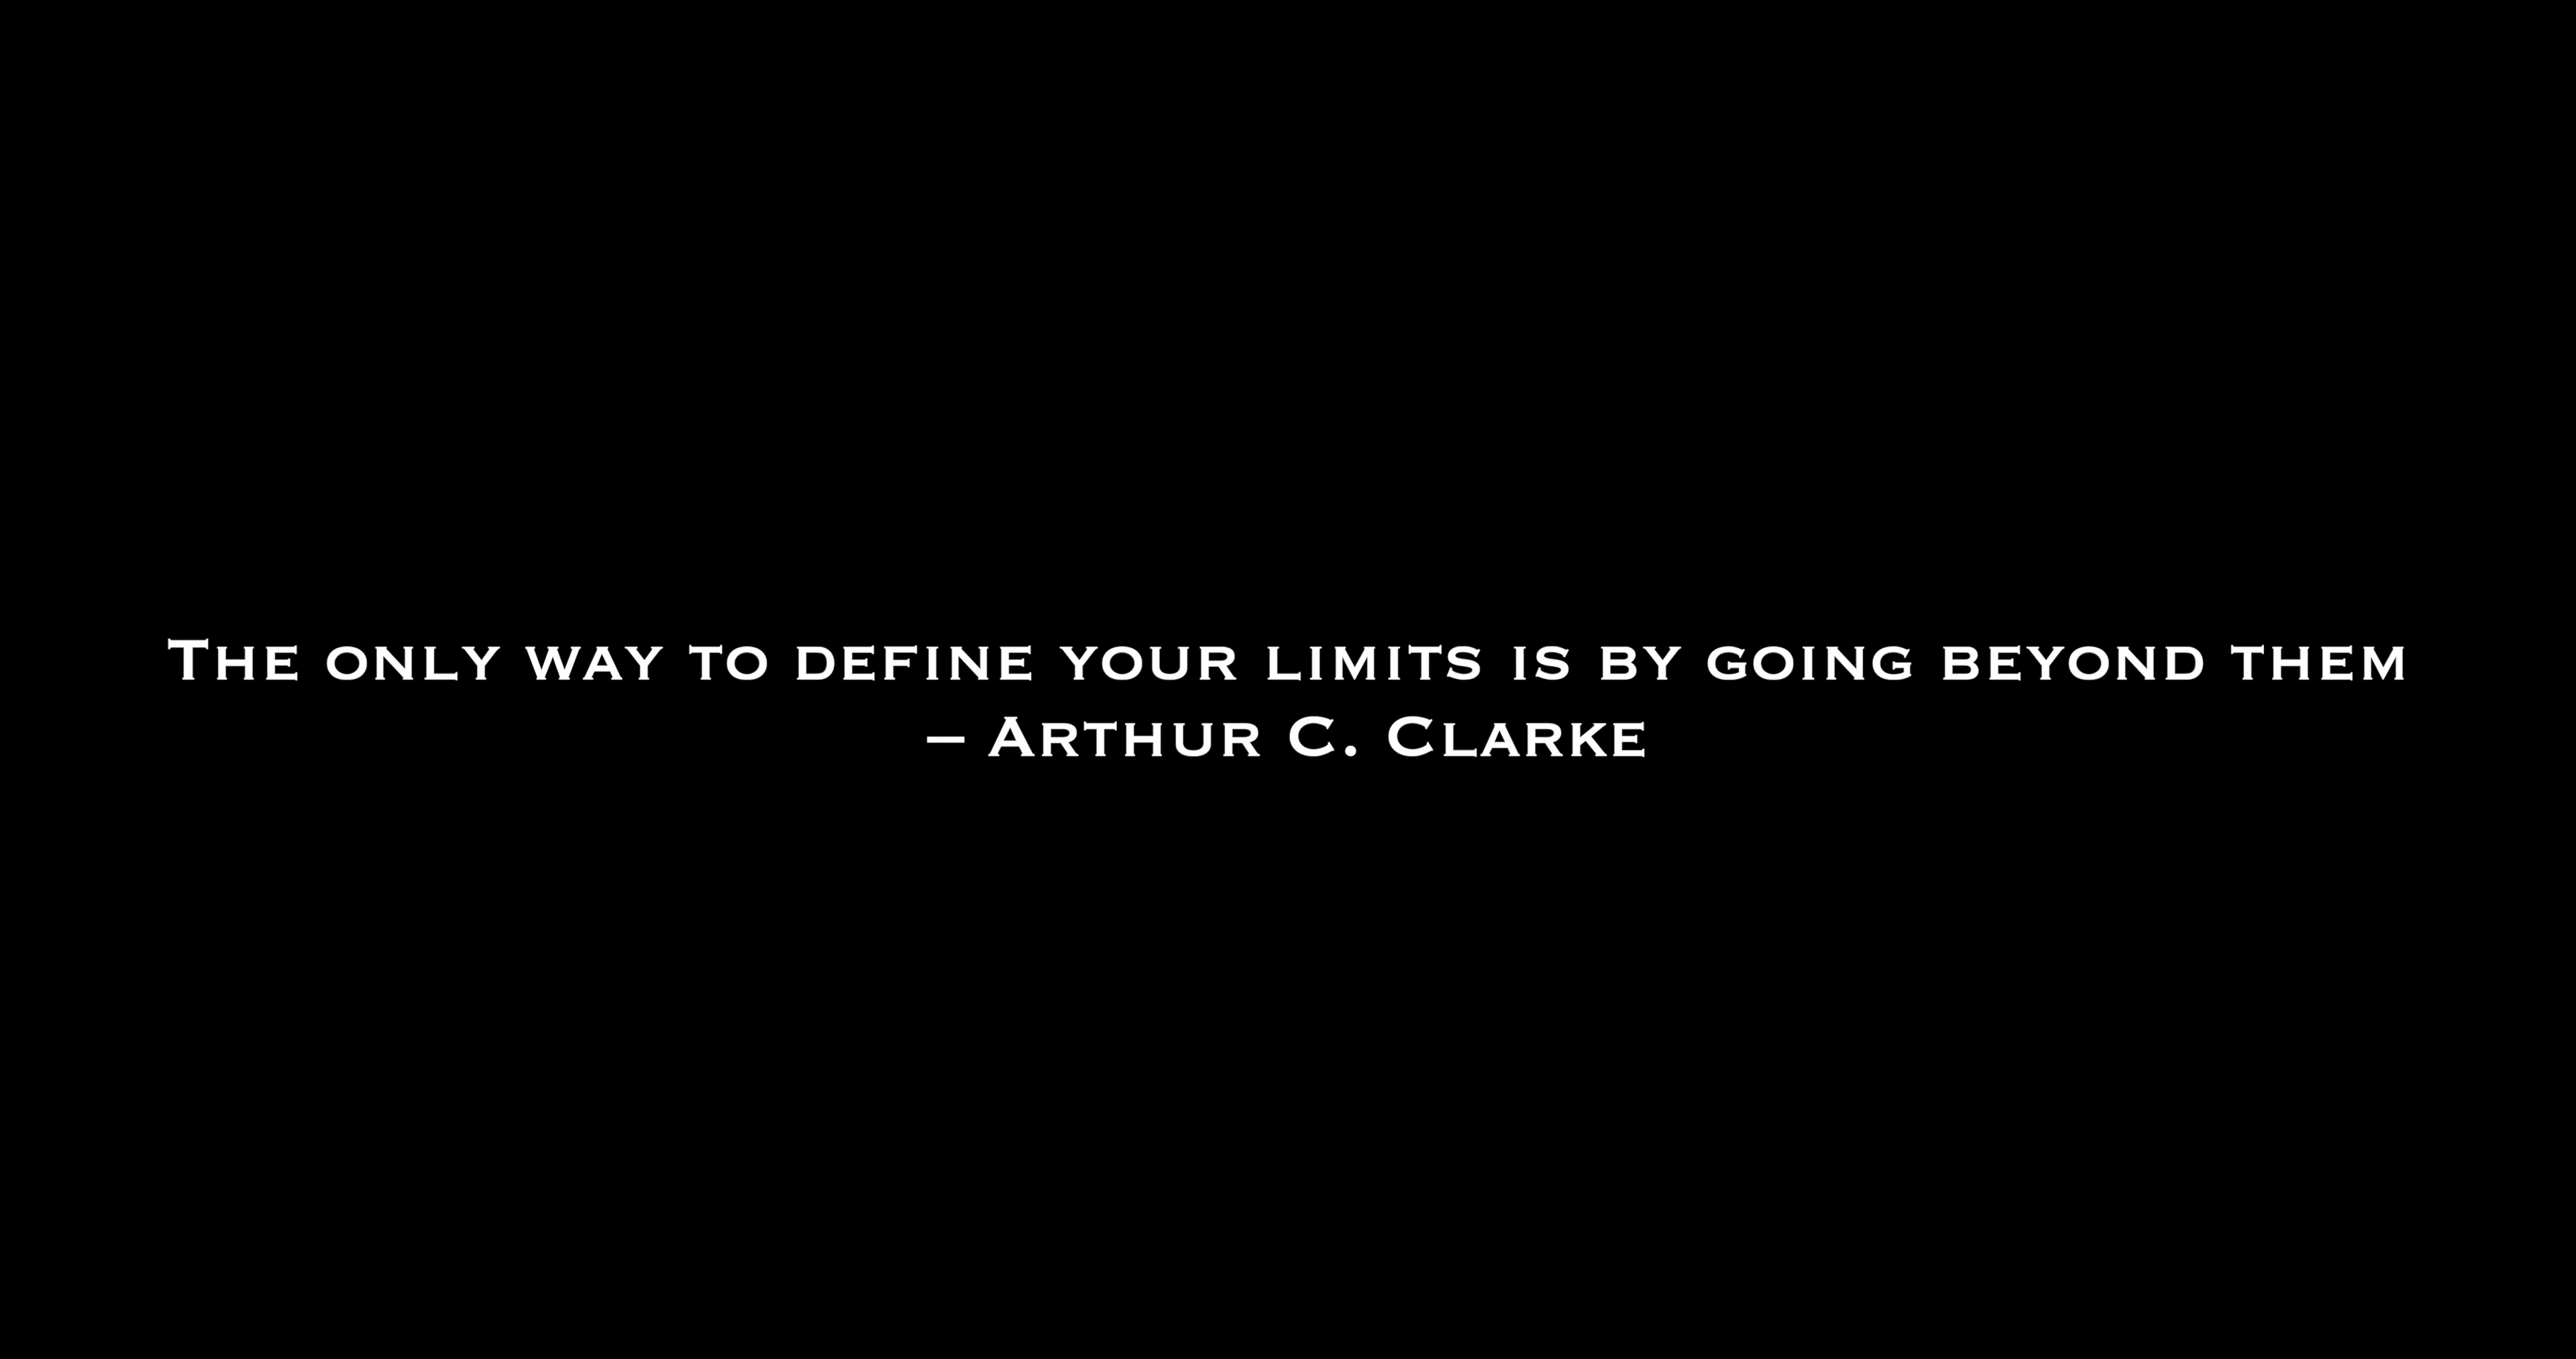 The only way to define your limits is by going beyond them
– Arthur C. Clarke